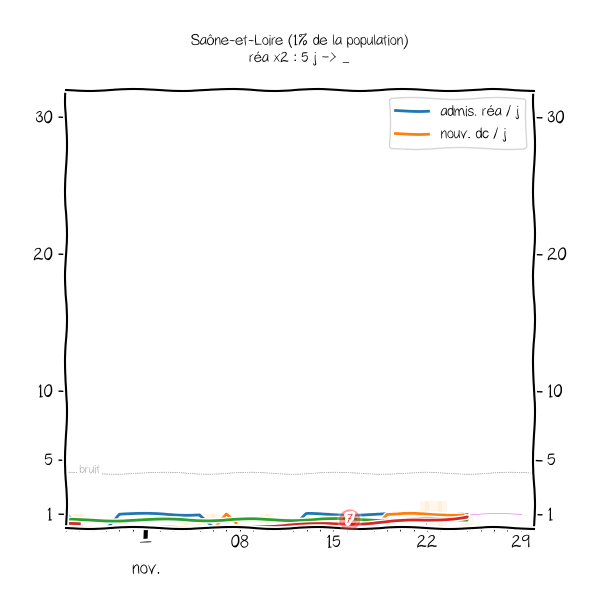 Saône-et-Loire (1% de la population)
réa x2 : 5 j -> _
admis. réa / j
nouv. dc / j
30
30
20
20
10
10
5
5
bruit
1
1
7
1
08
15
22
29
nov.